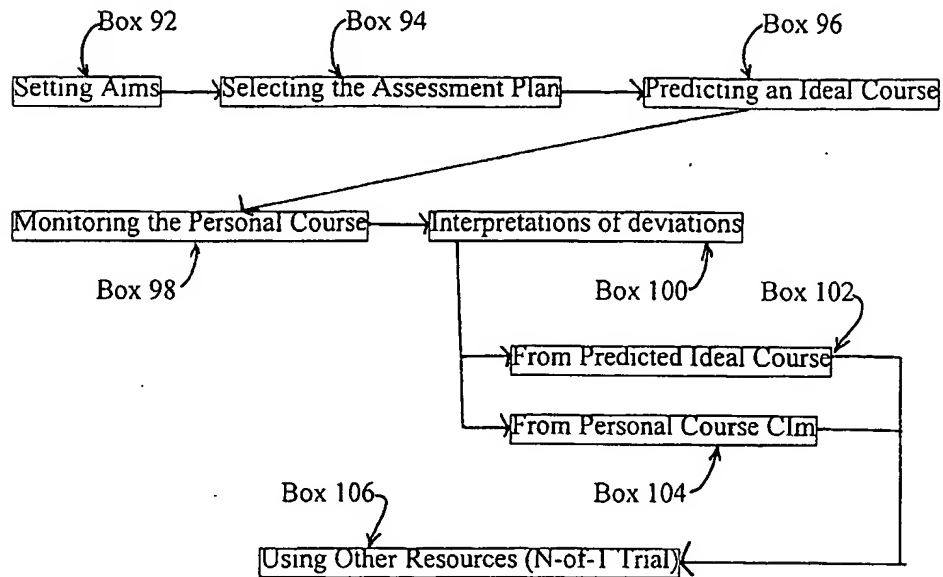 Box 92
Box 94
Box 96
Setting Aims
Selecting the Assessment Plan
Predicting an Ideal Course
Monitoring the Personal Course
Interpretations of deviations
Box 98
Box 100
Box 102
From Predicted Ideal Course
From Personal Course CIm
Box 104
Box 106
Using Other Resources (N-of-1 Trial)